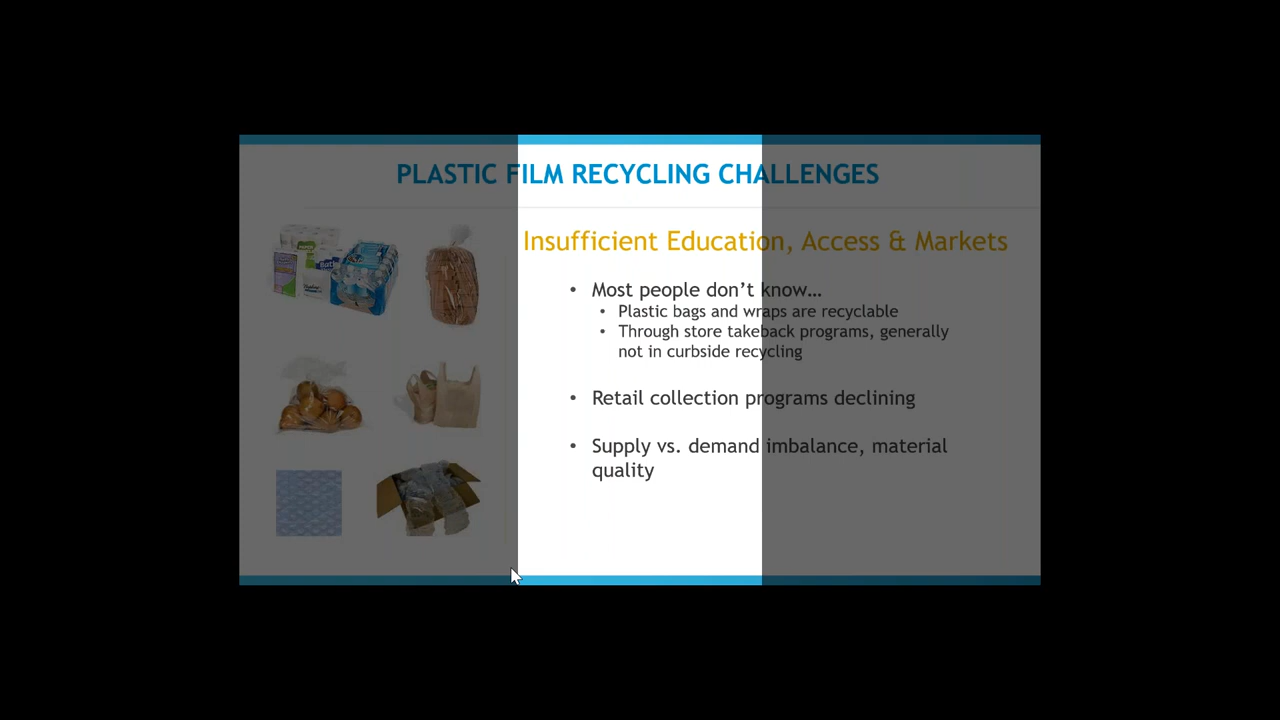 PLASTIC FILM RECYCLING CHALLENGES
Insufficient Education, Access & Markets
• Most people don’t know…
• Plastic bags and wraps are recyclable
• Through store takeback programs, generally
not in curbside recycling
• Retail collection programs declining
• Supply vs. demand imbalance, material
quality